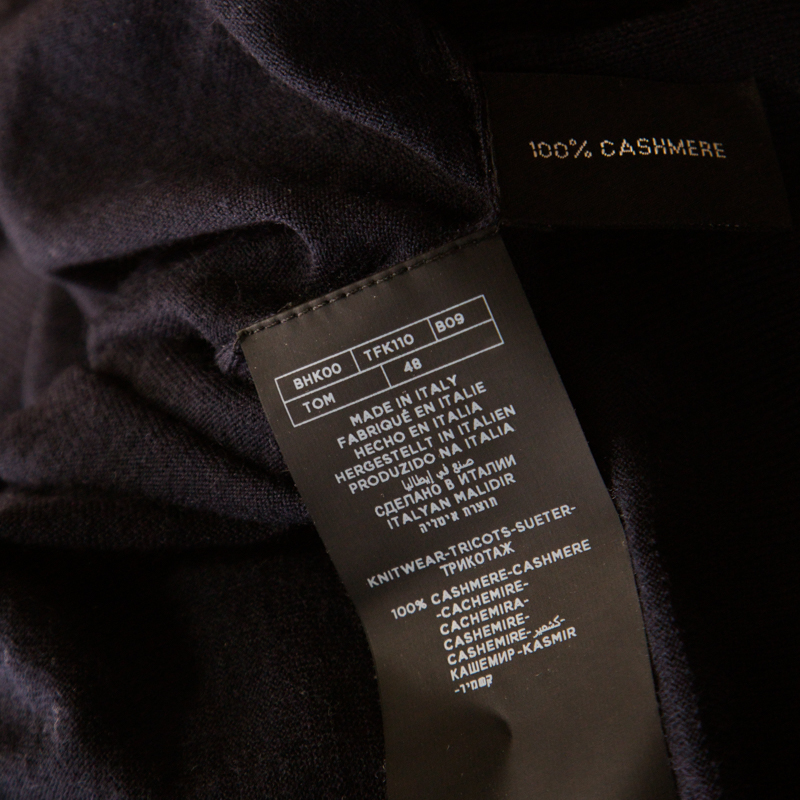 100% CASHMERE
BHK00 TFK110 B09
TOM 48
MADE IN ITALY
FABRIQUÉ EN ITALIE
HECHO EN ITALIA
HERGESTELLT IN ITALIEN
PRODUZIDO NA ITALIA
صنع في إيطاليا
СДЕЛАНО В ИТАЛИИ
ITALYAN MALIDIR
תוצרת איטליה
KNITWEAR-TRICOTS-SUETER-
ТРИКОТАЖ
100% CASHMERE-CASHMERE
-CACHEMIRE-
CACHEMIRA-
CASHEMIRE-
CASHEMIRE-كشمير-
КАШЕМИР-KASMIR
-קשמיר